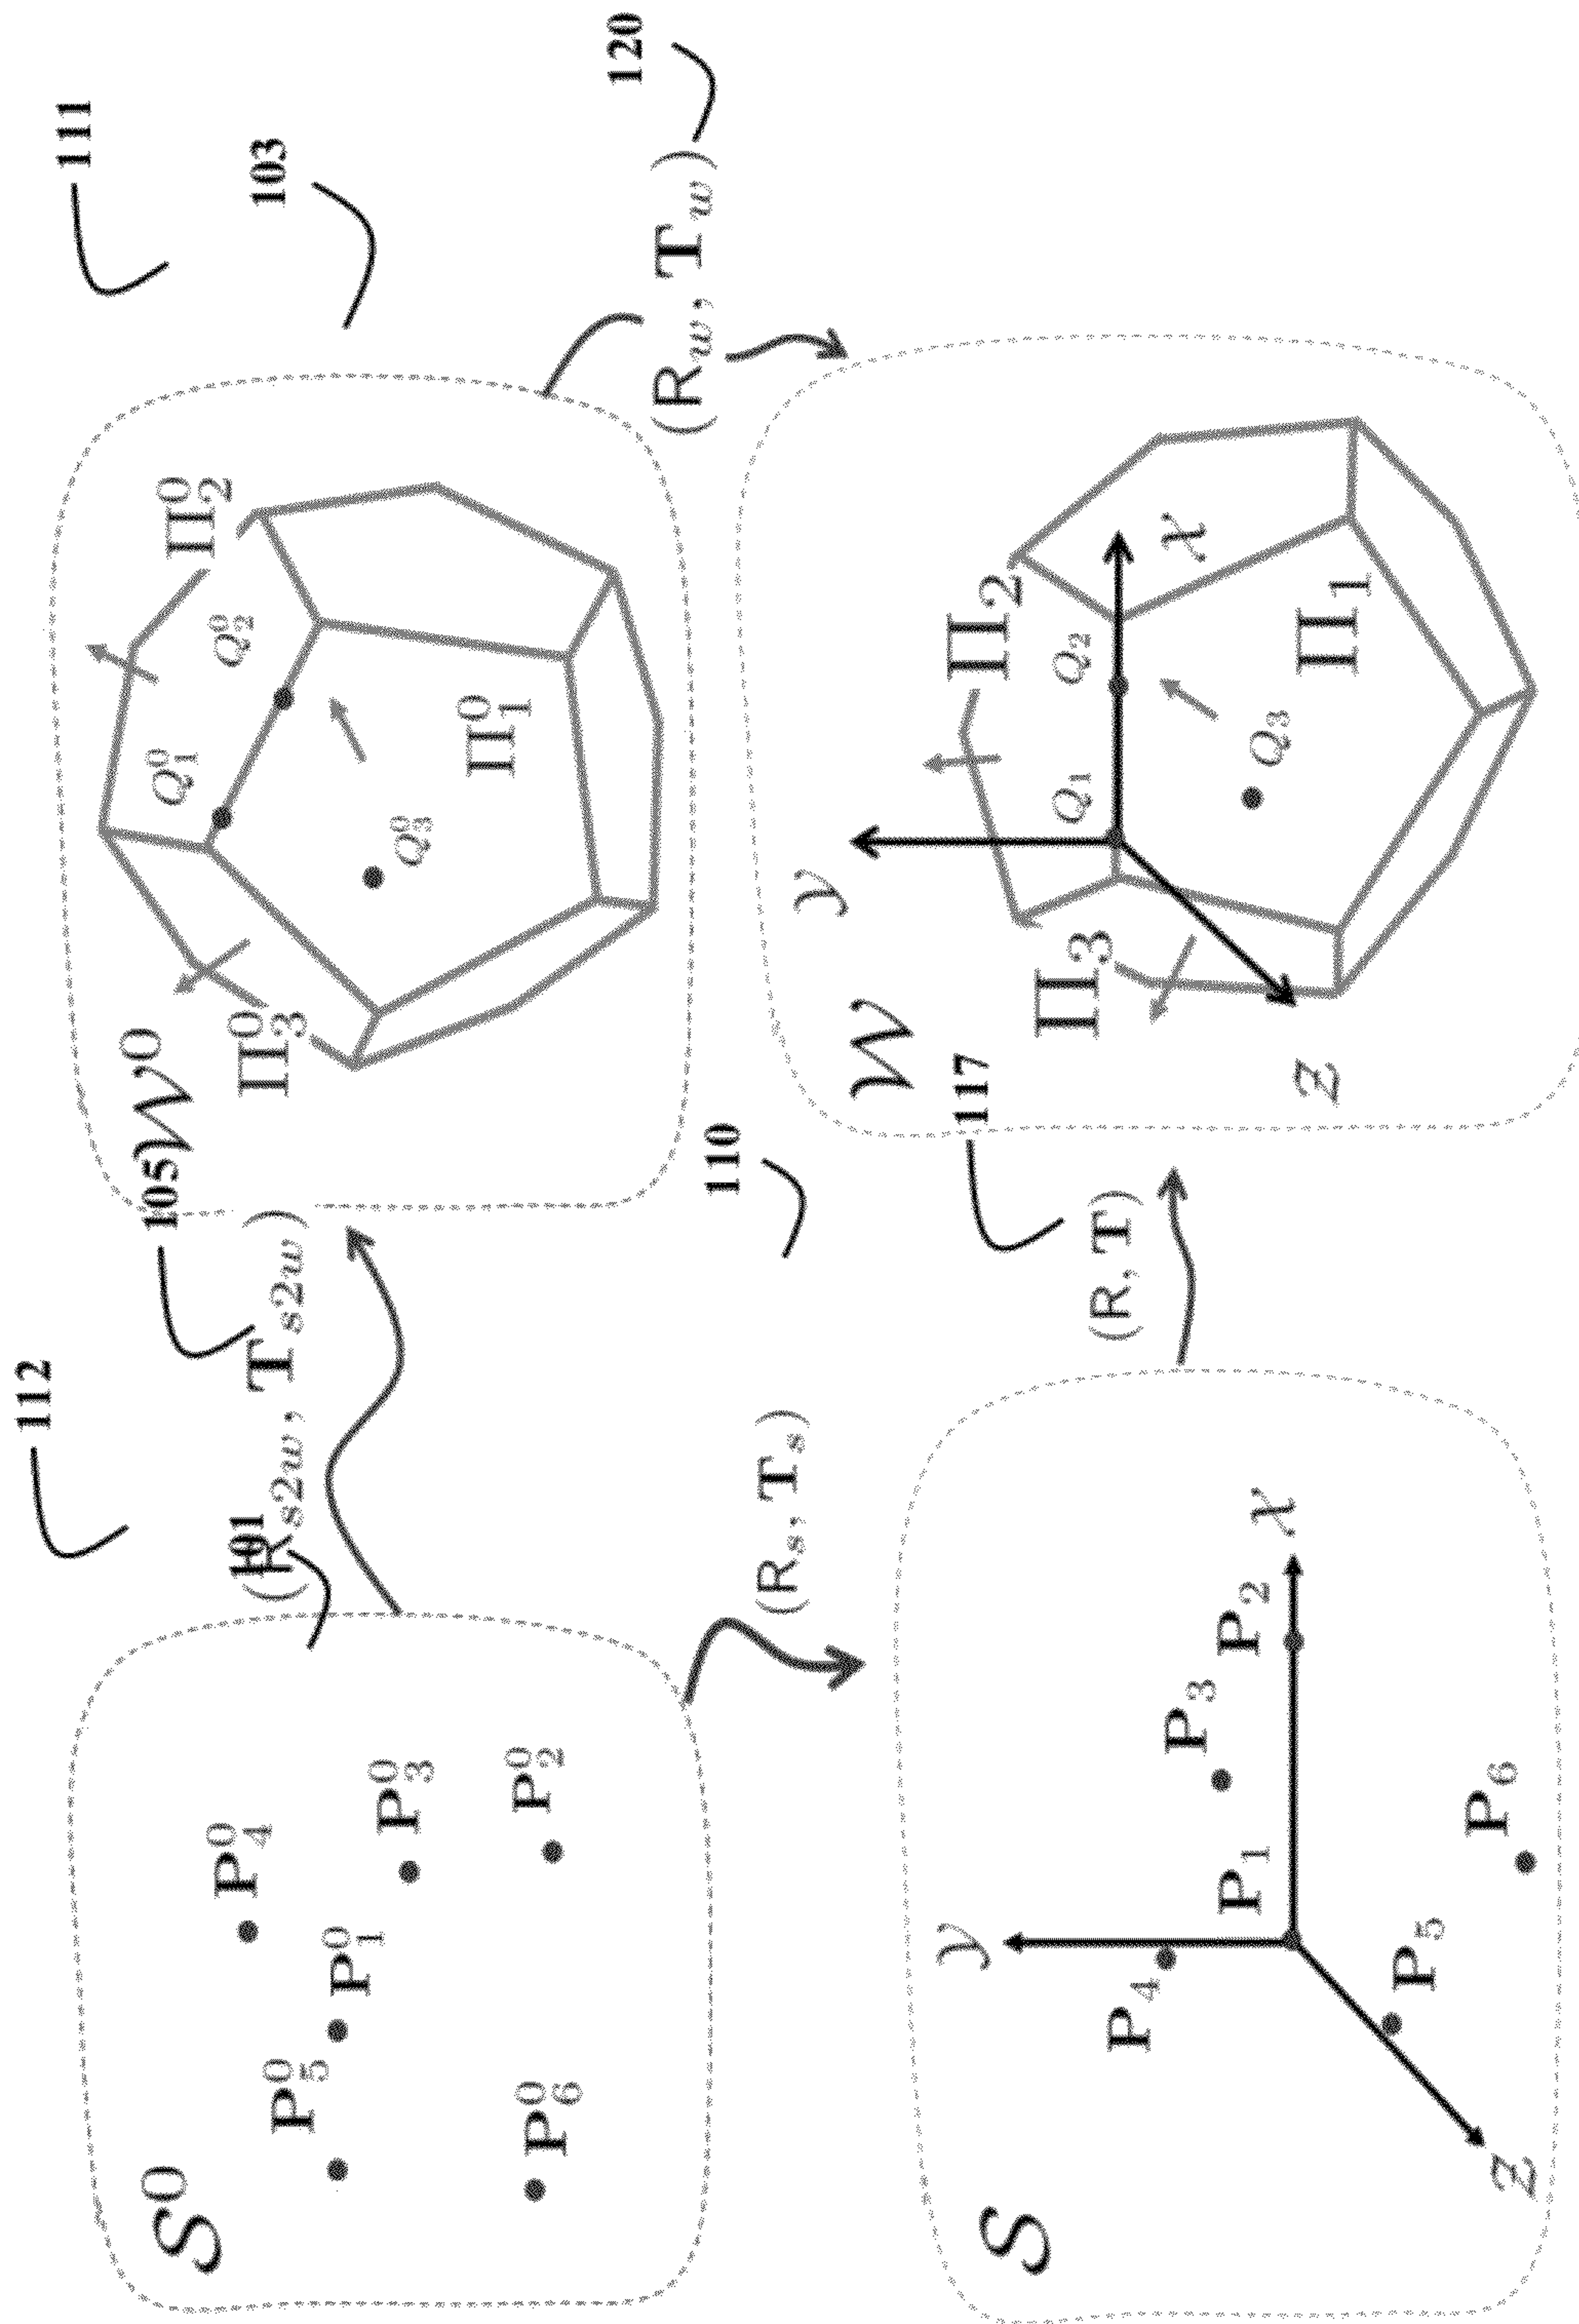 112
111
103
120
105
101
(R_{s2w}, T_{s2w})
S^0
P^0_4
P^0_5
P^0_1
P^0_3
P^0_6
P^0_2
W^0
Π^0_2
Π^0_3
Q^0_1
Q^0_2
Q^0_3
Π^0_1
(R_s, T_s)
110
(R_w, T_w)
S
y
P_4
P_3
P_1
P_2
x
P_5
P_6
z
(R, T)
117
W
y
Π_2
Π_3
Q_1
Q_2
x
Q_3
Π_1
z